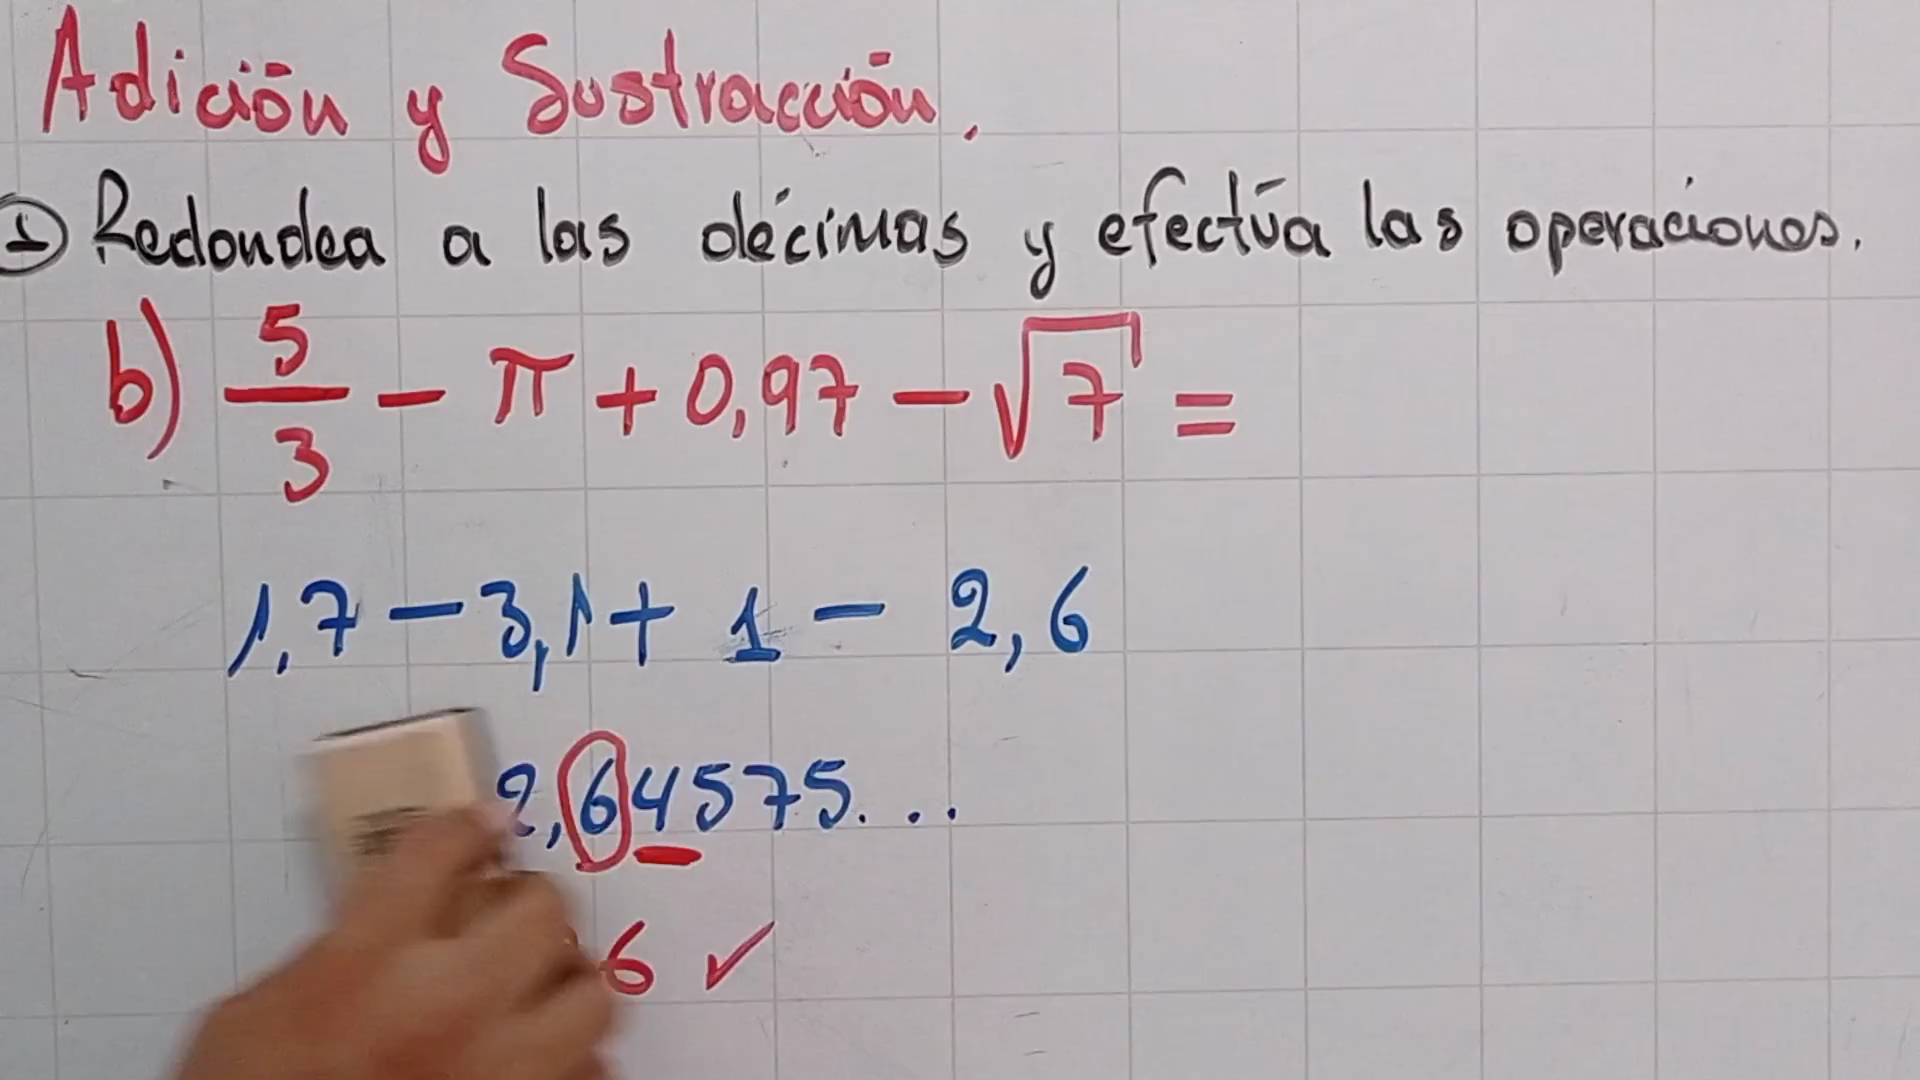 Adición y Sustracción.
① Redondea a las décimas y efectúa las operaciones.
b) 5/3 - π + 0,97 - √7 =
1,7 - 3,1 + 1 - 2,6
2,64575...
6 ✓